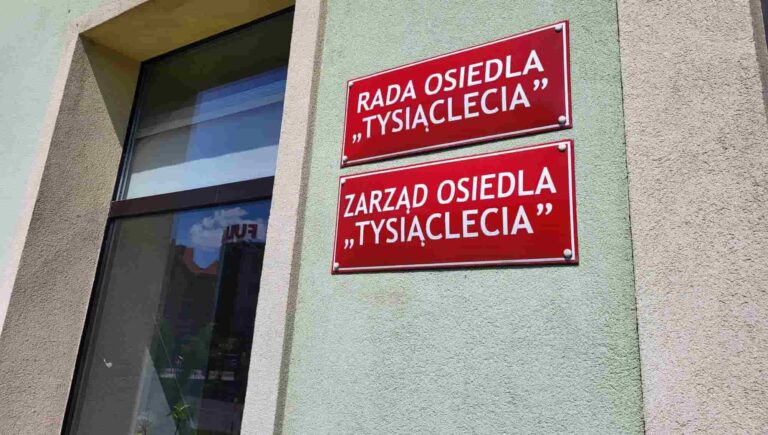 RADA OSIEDLA
„TYSIĄCLECIA”
ZARZĄD OSIEDLA
„TYSIĄCLECIA”